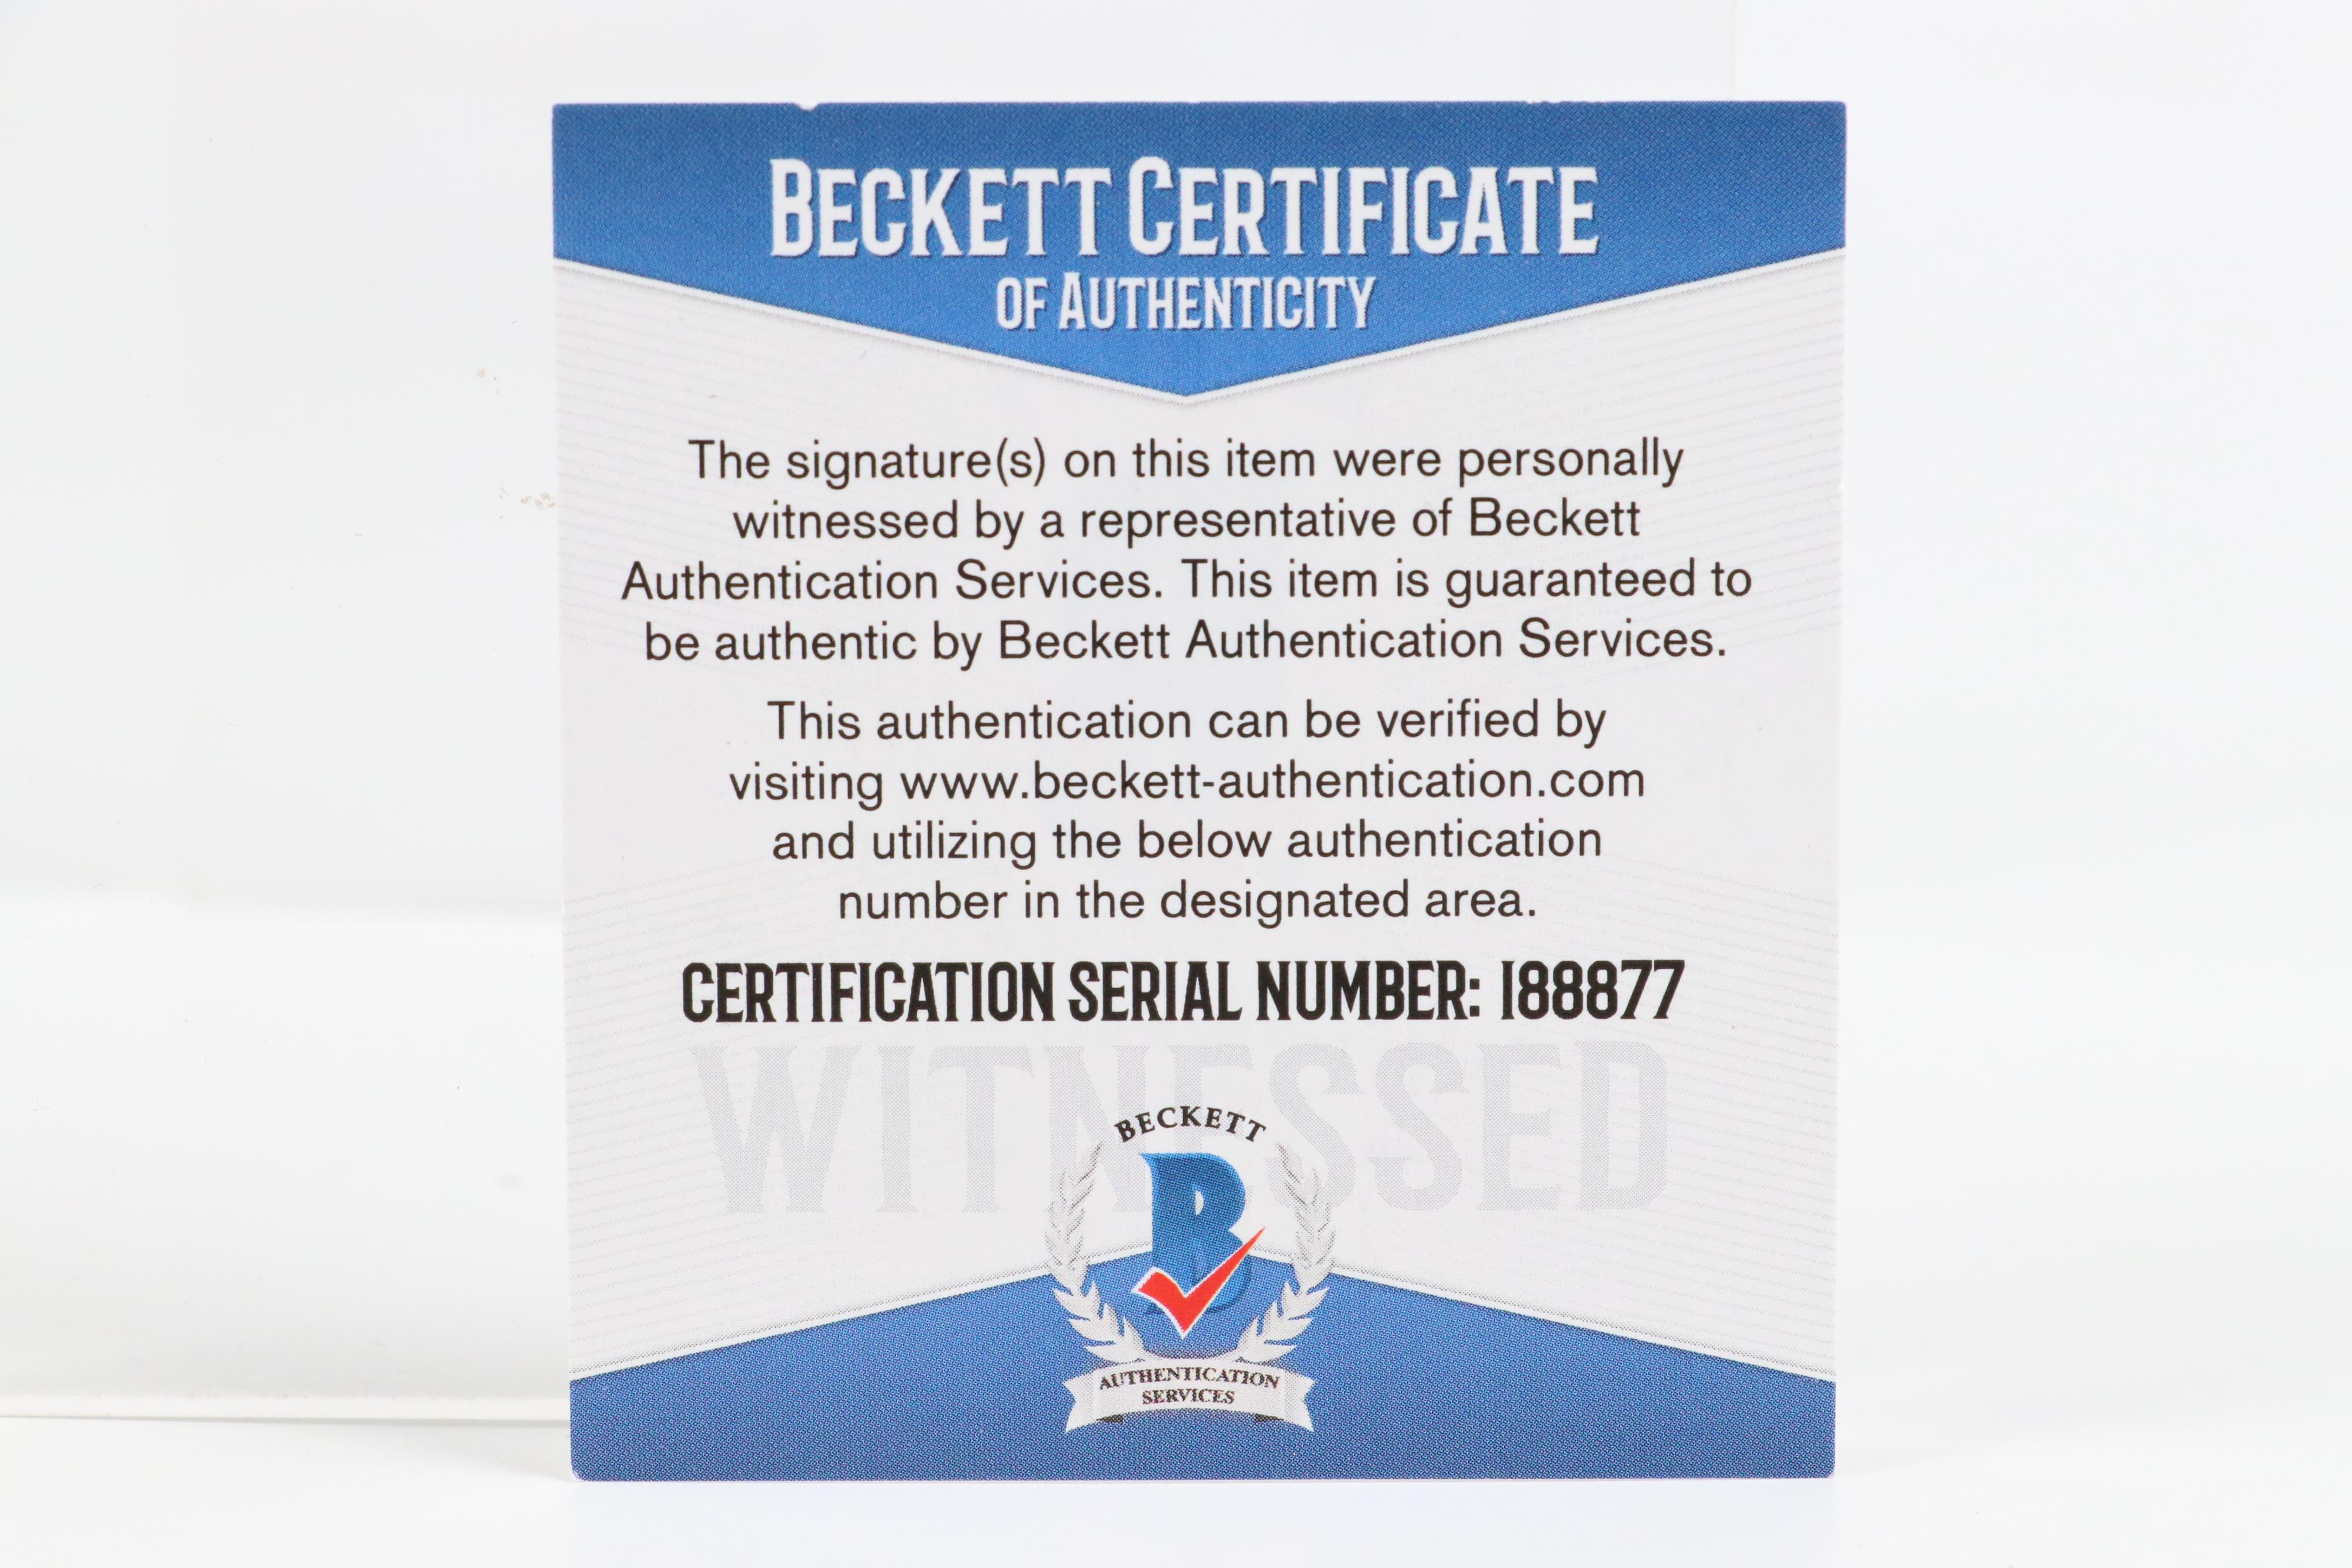 BECKETT CERTIFICATE
OF AUTHENTICITY
The signature(s) on this item were personally
witnessed by a representative of Beckett
Authentication Services. This item is guaranteed to
be authentic by Beckett Authentication Services.
This authentication can be verified by
visiting www.beckett-authentication.com
and utilizing the below authentication
number in the designated area.
CERTIFICATION SERIAL NUMBER: I88877
WITNESSED
BECKETT
B
AUTHENTICATION
SERVICES